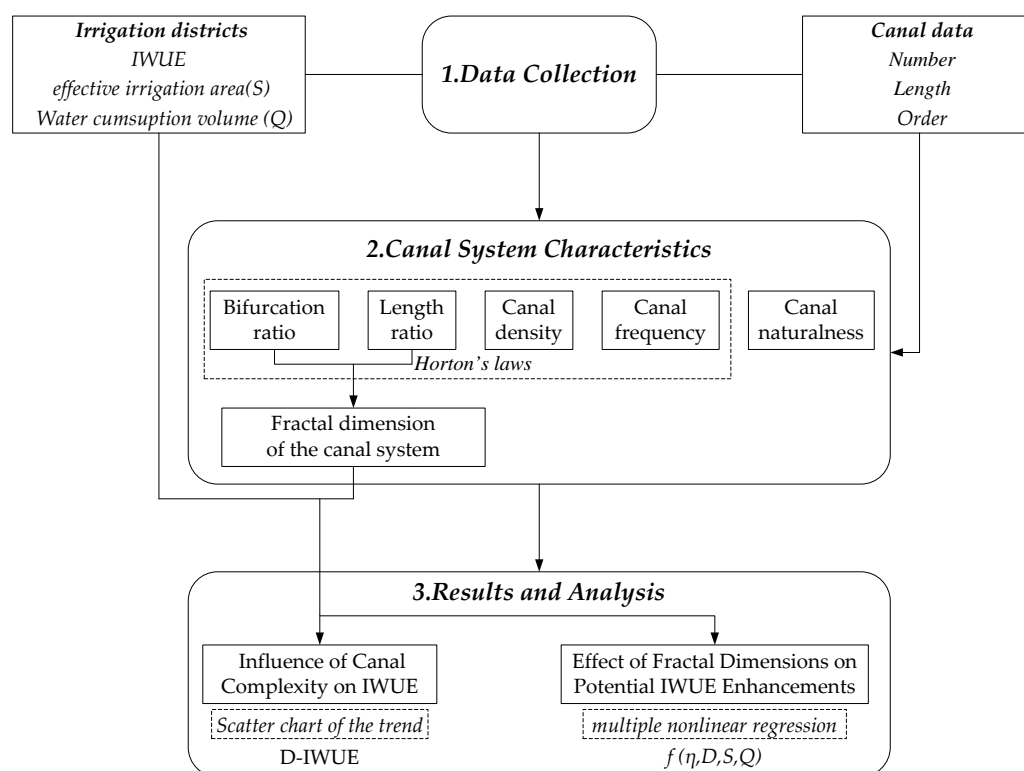 Irrigation districts
IWUE
effective irrigation area(S)
Water cumsuption volume (Q)
1.Data Collection
Canal data
Number
Length
Order
2.Canal System Characteristics
Bifurcation
ratio
Length
ratio
Canal
density
Canal
frequency
Canal
naturalness
Horton's laws
Fractal dimension
of the canal system
3.Results and Analysis
Influence of Canal
Complexity on IWUE
Scatter chart of the trend
D-IWUE
Effect of Fractal Dimensions on
Potential IWUE Enhancements
multiple nonlinear regression
f (η,D,S,Q)